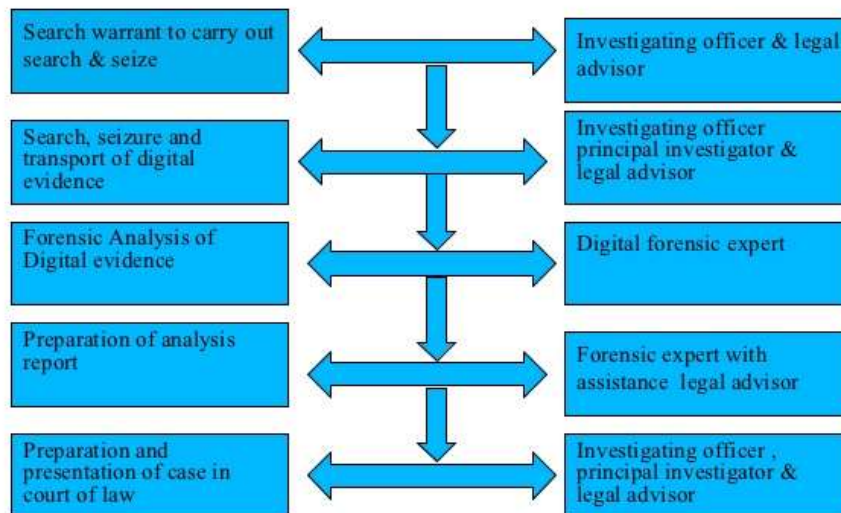 Search warrant to carry out
search & seize
Investigating officer & legal
advisor
Search, seizure and
transport of digital
evidence
Investigating officer
principal investigator &
legal advisor
Forensic Analysis of
Digital evidence
Digital forensic expert
Preparation of analysis
report
Forensic expert with
assistance legal advisor
Preparation and
presentation of case in
court of law
Investigating officer ,
principal investigator &
legal advisor